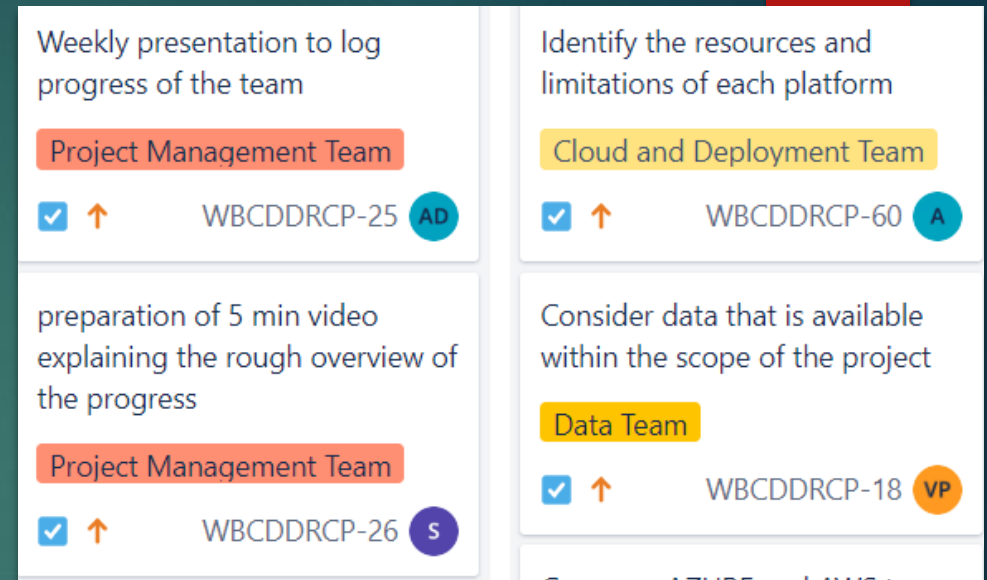 Weekly presentation to log
progress of the team
Project Management Team
WBCDDRCP-25 AD
preparation of 5 min video
explaining the rough overview of
the progress
Project Management Team
WBCDDRCP-26 S
Identify the resources and
limitations of each platform
Cloud and Deployment Team
WBCDDRCP-60 A
Consider data that is available
within the scope of the project
Data Team
WBCDDRCP-18 VP